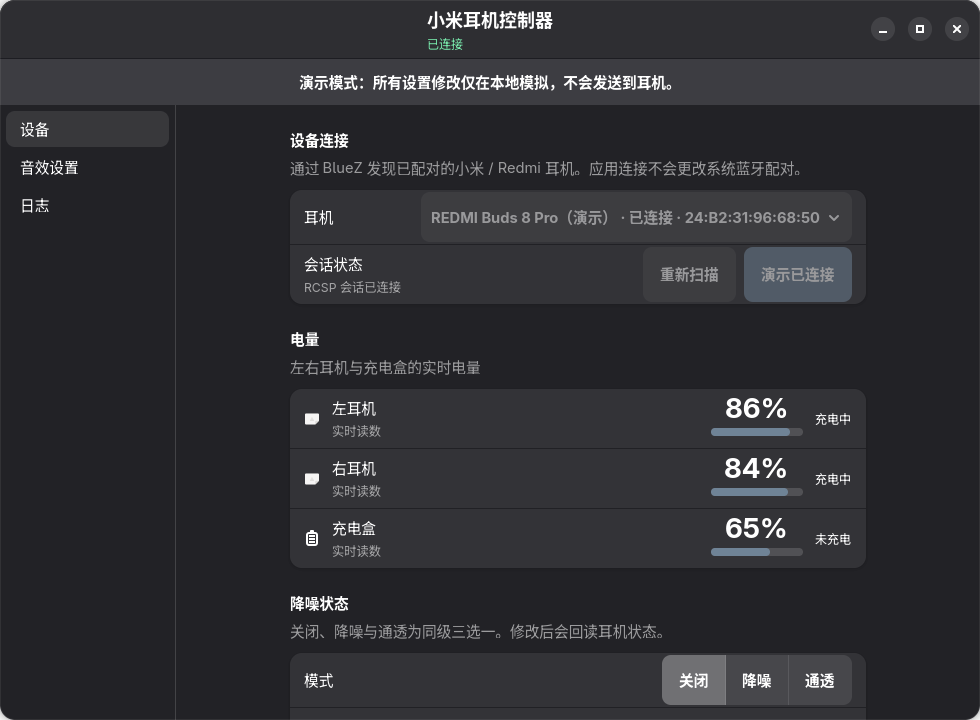 小米耳机控制器
已连接
演示模式：所有设置修改仅在本地模拟，不会发送到耳机。
设备
音效设置
日志
设备连接
通过 BlueZ 发现已配对的小米 / Redmi 耳机。应用连接不会更改系统蓝牙配对。
耳机
REDMI Buds 8 Pro（演示） · 已连接 · 24:B2:31:96:68:50
会话状态
RCSP 会话已连接
重新扫描
演示已连接
电量
左右耳机与充电盒的实时电量
左耳机
实时读数
86%
充电中
右耳机
实时读数
84%
充电中
充电盒
实时读数
65%
未充电
降噪状态
关闭、降噪与通透为同级三选一。修改后会回读耳机状态。
模式
关闭
降噪
通透